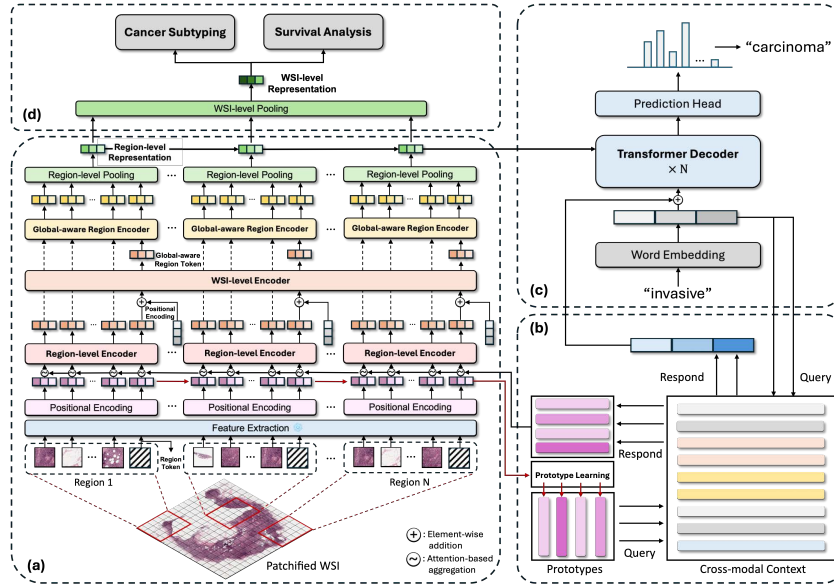 Cancer Subtyping
Survival Analysis
WSI-level
Representation
WSI-level Pooling
(d)
Region-level
Representation
Region-level Pooling
...
Region-level Pooling
...
Region-level Pooling
...
...
...
Global-aware Region Encoder
...
Global-aware Region Encoder
...
Global-aware Region Encoder
Global-aware
Region Token
WSI-level Encoder
Positional
Encoding
...
...
...
Region-level Encoder
...
Region-level Encoder
...
Region-level Encoder
...
...
...
Positional Encoding
...
Positional Encoding
...
Positional Encoding
Feature Extraction
...
...
...
...
Region 1
Region
Token
Region N
Patchified WSI
+ : Element-wise
addition
~ : Attention-based
aggregation
(a)
...
“carcinoma”
Prediction Head
Transformer Decoder
× N
+
Word Embedding
“invasive”
(c)
(b)
Respond
Query
Respond
Prototype Learning
Query
Prototypes
Cross-modal Context